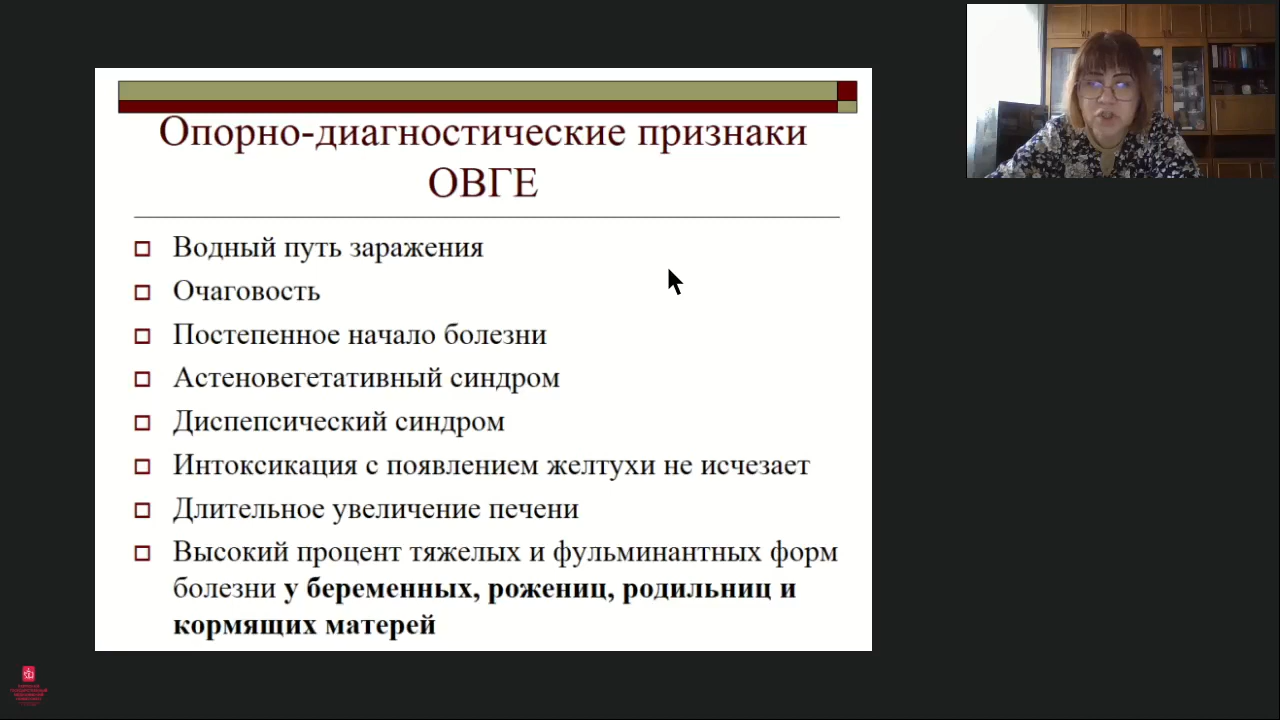 Опорно-диагностические признаки
ОВГЕ
Водный путь заражения
Очаговость
Постепенное начало болезни
Астеновегетативный синдром
Диспепсический синдром
Интоксикация с появлением желтухи не исчезает
Длительное увеличение печени
Высокий процент тяжелых и фульминантных форм
болезни у беременных, рожениц, родильниц и
кормящих матерей